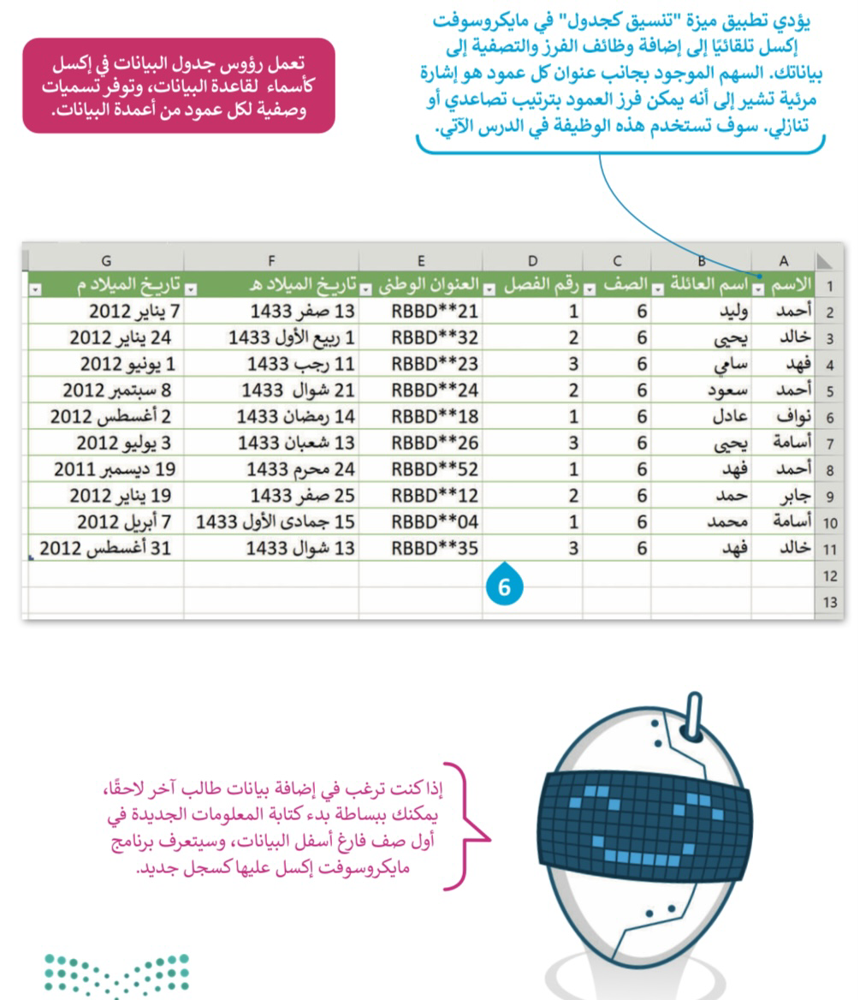 يؤدي تطبيق ميزة "تنسيق كجدول" في مايكروسوفت
إكسل تلقائيًا إلى إضافة وظائف الفرز والتصفية إلى
بياناتك. السهم الموجود بجانب عنوان كل عمود هو إشارة
مرئية تشير إلى أنه يمكن فرز العمود بترتيب تصاعدي أو
تنازلي. سوف تستخدم هذه الوظيفة في الدرس الآتي.
تعمل رؤوس جدول البيانات في إكسل
كأسماء لقاعدة البيانات، وتوفر تسميات
وصفية لكل عمود من أعمدة البيانات.
A B C D E F G
1 الاسم اسم العائلة الصف رقم الفصل العنوان الوطني تاريخ الميلاد هـ تاريخ الميلاد م
2 أحمد وليد 6 1 RBBD**21 13 صفر 1433 7 يناير 2012
3 خالد يحيى 6 2 RBBD**32 1 ربيع الأول 1433 24 يناير 2012
4 فهد سامي 6 3 RBBD**23 11 رجب 1433 1 يونيو 2012
5 أحمد سعود 6 2 RBBD**24 21 شوال 1433 8 سبتمبر 2012
6 نواف عادل 6 1 RBBD**18 14 رمضان 1433 2 أغسطس 2012
7 أسامة يحيى 6 3 RBBD**26 13 شعبان 1433 3 يوليو 2012
8 أحمد فهد 6 1 RBBD**52 24 محرم 1433 19 ديسمبر 2011
9 جابر حمد 6 2 RBBD**12 25 صفر 1433 19 يناير 2012
10 أسامة محمد 6 1 RBBD**04 15 جمادى الأول 1433 7 أبريل 2012
11 خالد فهد 6 3 RBBD**35 13 شوال 1433 31 أغسطس 2012
12
13
6
إذا كنت ترغب في إضافة بيانات طالب آخر لاحقًا،
يمكنك ببساطة بدء كتابة المعلومات الجديدة في
أول صف فارغ أسفل البيانات، وسيتعرف برنامج
مايكروسوفت إكسل عليها كسجل جديد.